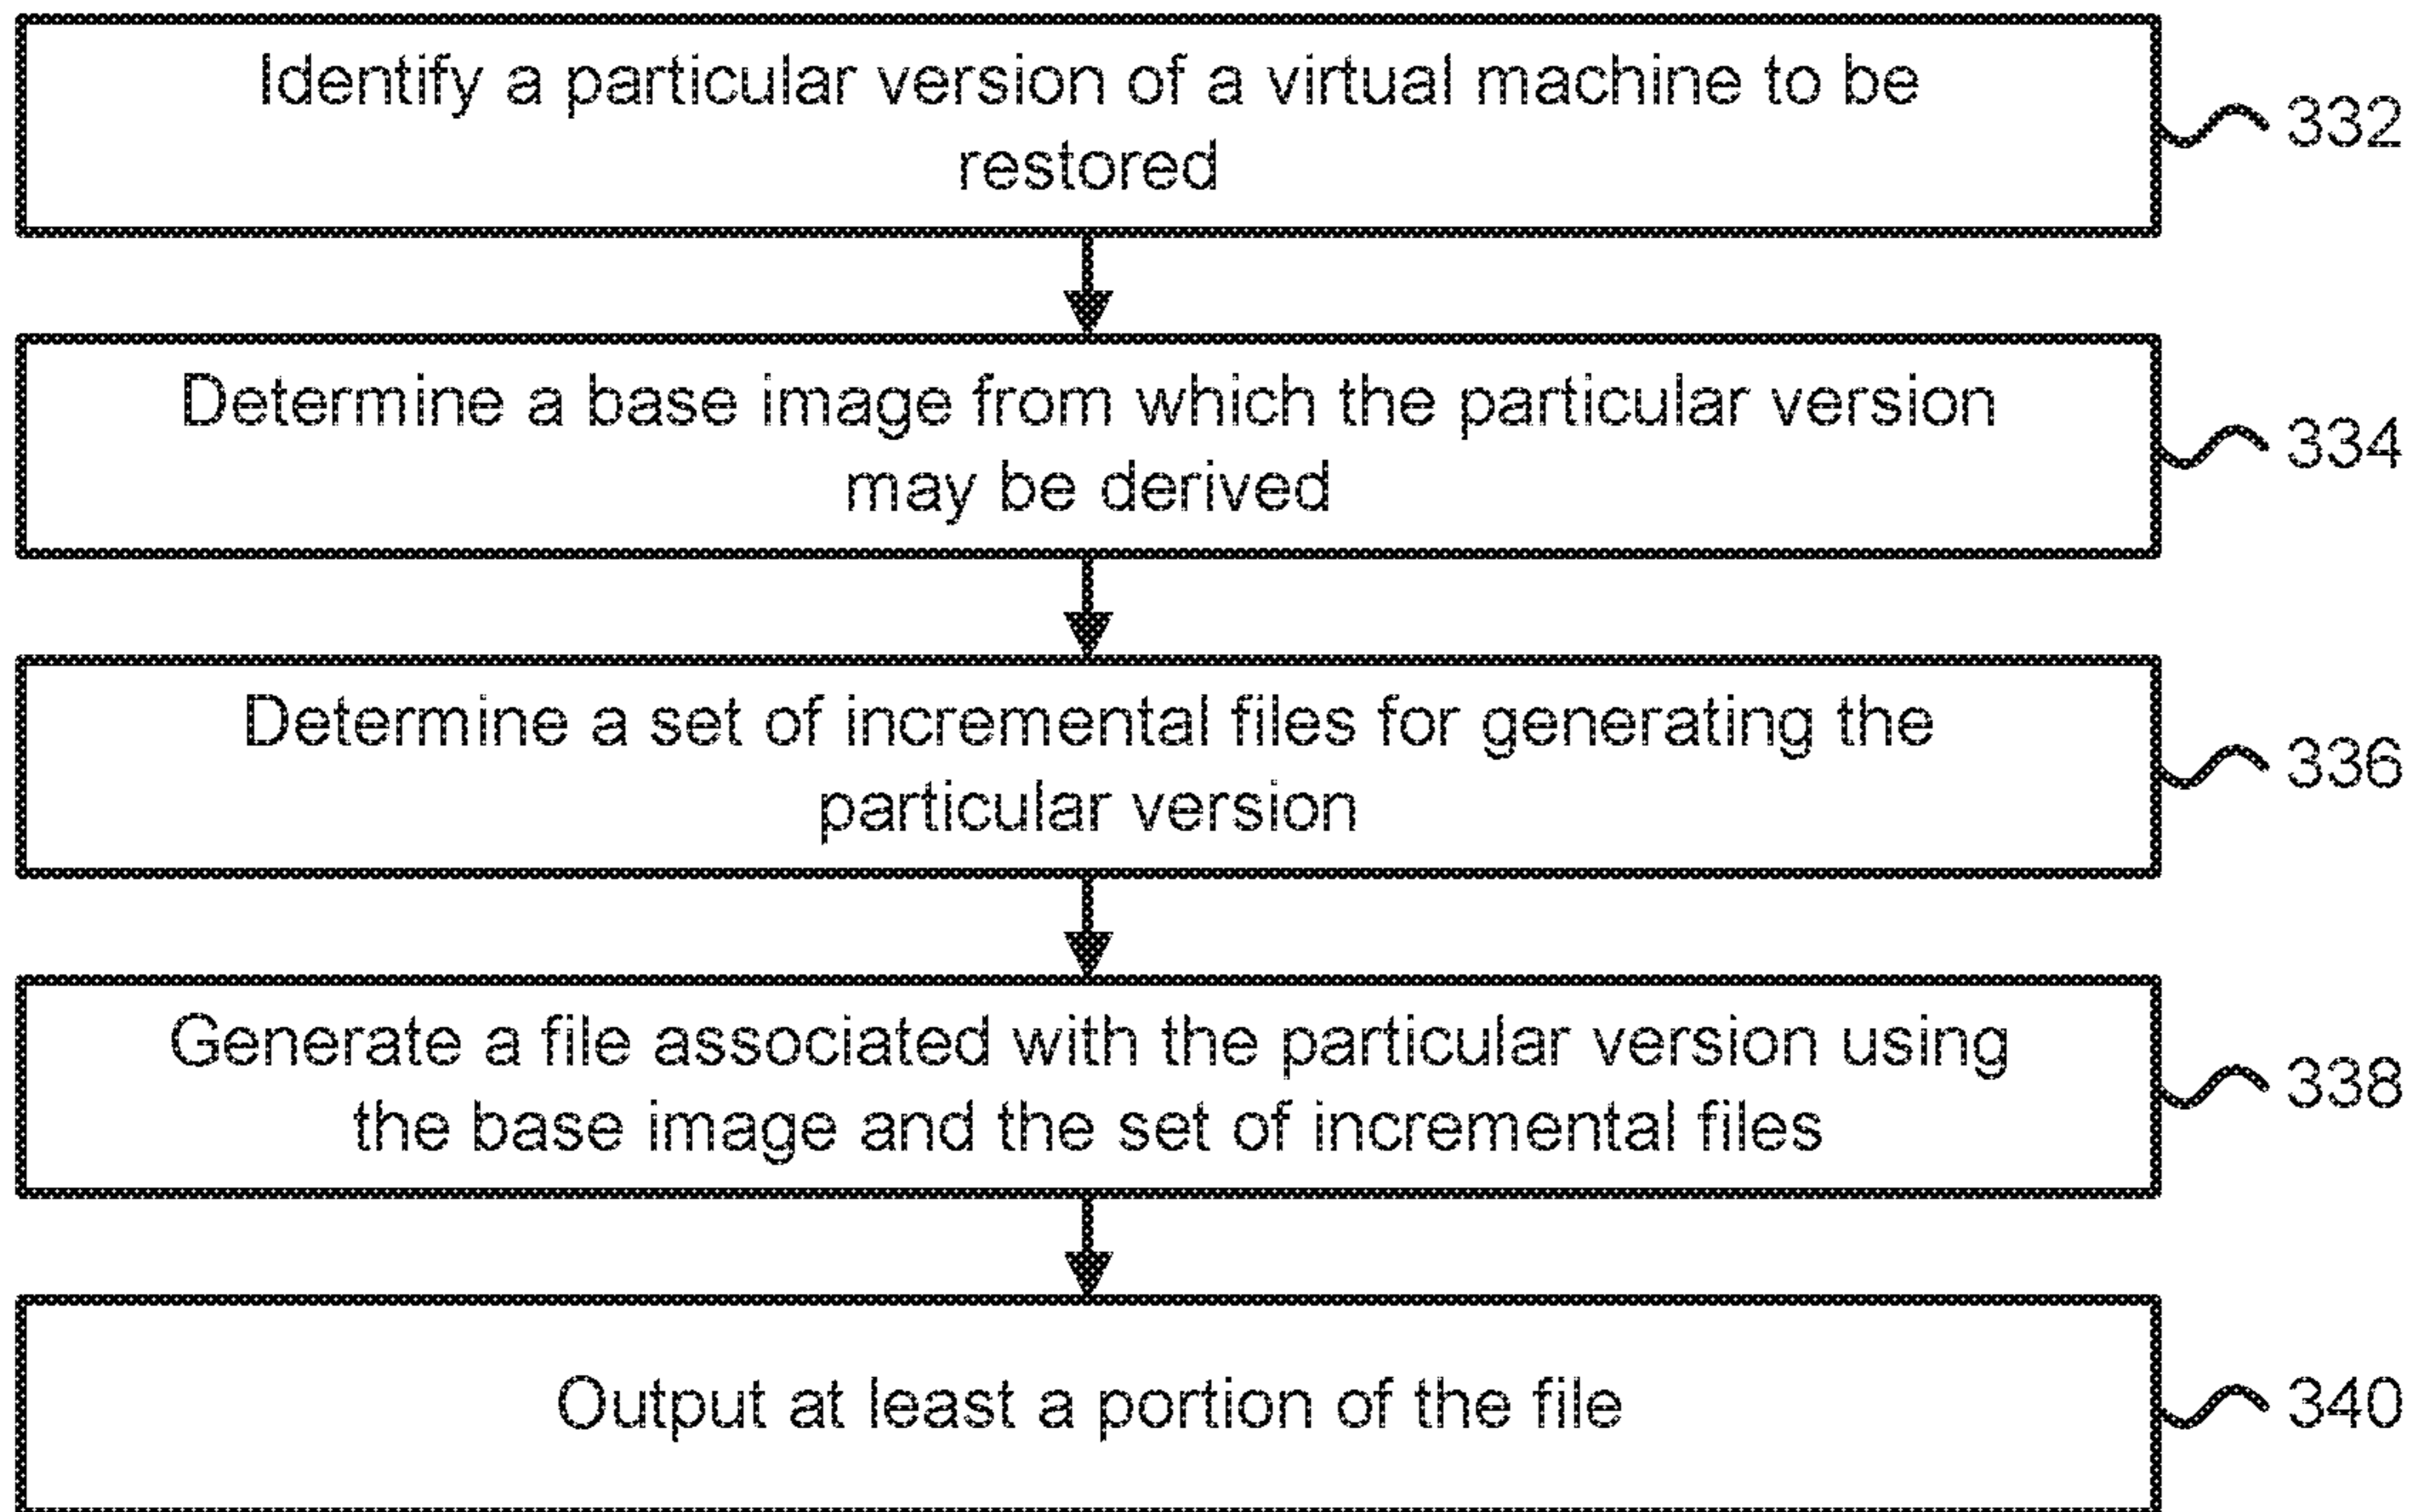 Identify a particular version of a virtual machine to be
restored
332
Determine a base image from which the particular version
may be derived
334
Determine a set of incremental files for generating the
particular version
336
Generate a file associated with the particular version using
the base image and the set of incremental files
338
Output at least a portion of the file
340